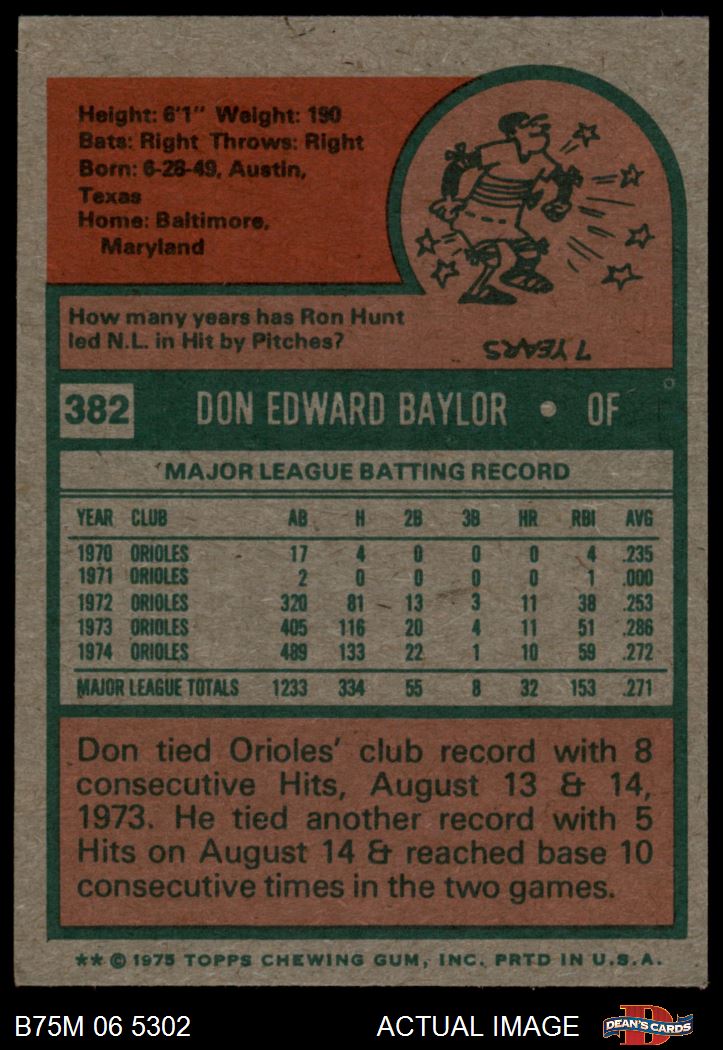 Height: 6'1" Weight: 190
Bats: Right Throws: Right
Born: 6-28-49, Austin,
Texas
Home: Baltimore,
Maryland
How many years has Ron Hunt
led N.L. in Hit by Pitches?
7 YEARS
382 DON EDWARD BAYLOR • OF
MAJOR LEAGUE BATTING RECORD
YEAR CLUB AB H 2B 3B HR RBI AVG
1970 ORIOLES 17 4 0 0 0 4 .235
1971 ORIOLES 2 0 0 0 0 1 .000
1972 ORIOLES 320 81 13 3 11 38 .253
1973 ORIOLES 405 116 20 4 11 51 .286
1974 ORIOLES 489 133 22 1 10 59 .272
MAJOR LEAGUE TOTALS 1233 334 55 8 32 153 .271
Don tied Orioles' club record with 8
consecutive Hits, August 13 & 14,
1973. He tied another record with 5
Hits on August 14 & reached base 10
consecutive times in the two games.
** © 1975 TOPPS CHEWING GUM, INC. PRTD IN U.S.A.
B75M 06 5302 ACTUAL IMAGE DEAN'S CARDS